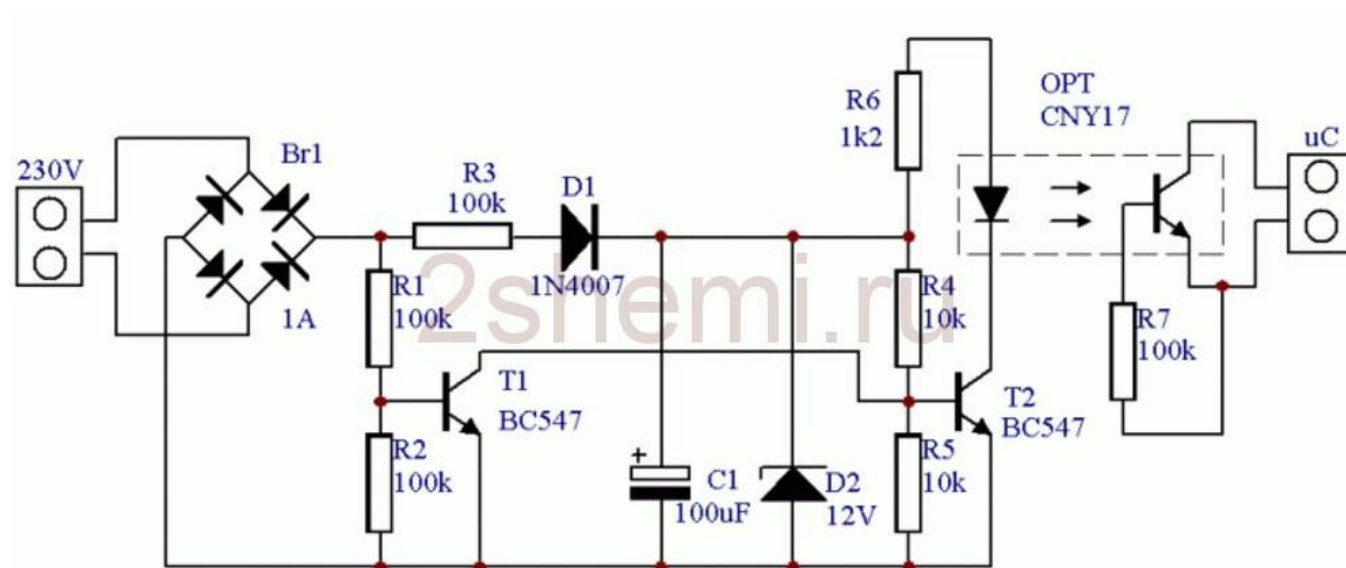 230V
Br1
1A
R3
100k
D1
1N4007
R1
100k
R2
100k
T1
BC547
+
C1
100uF
D2
12V
R6
1k2
R4
10k
R5
10k
T2
BC547
OPT
CNY17
R7
100k
uC
2shemi.ru